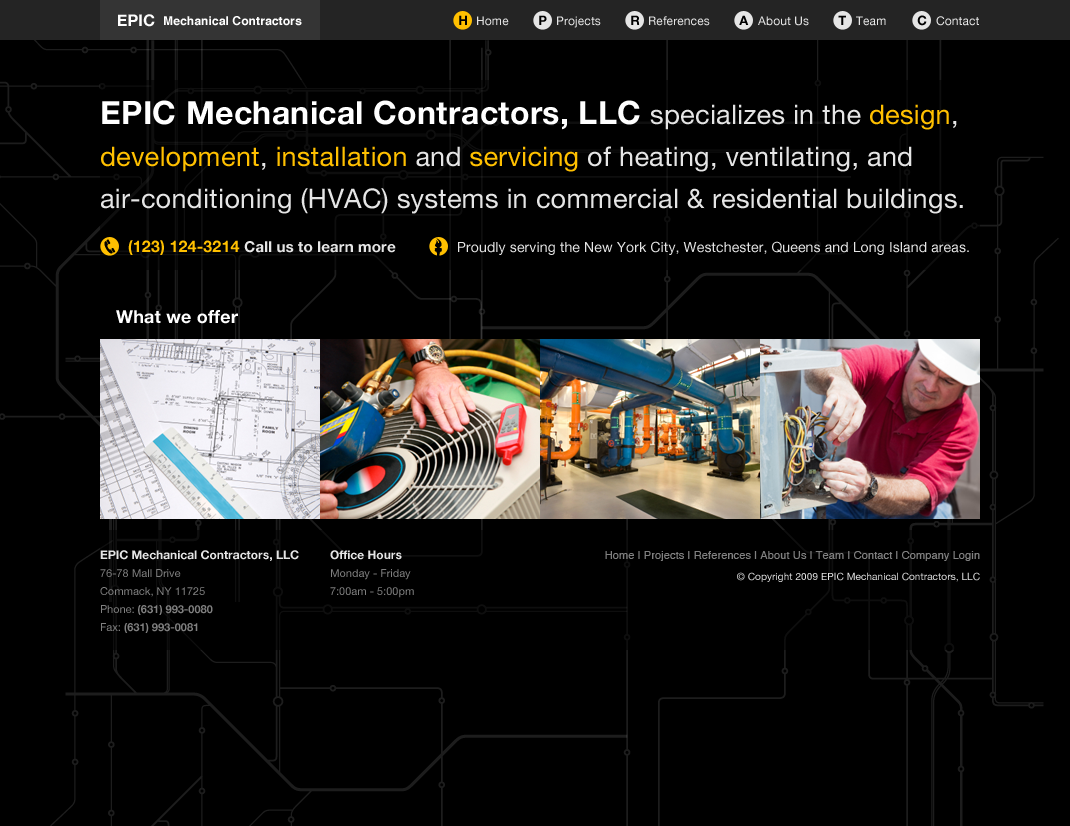 EPIC Mechanical Contractors
H Home P Projects R References A About Us T Team C Contact
EPIC Mechanical Contractors, LLC specializes in the design,
development, installation and servicing of heating, ventilating, and
air-conditioning (HVAC) systems in commercial & residential buildings.
(123) 124-3214 Call us to learn more
Proudly serving the New York City, Westchester, Queens and Long Island areas.
What we offer
DINING
ROOM
FAMILY
ROOM
EPIC Mechanical Contractors, LLC
76-78 Mall Drive
Commack, NY 11725
Phone: (631) 993-0080
Fax: (631) 993-0081
Office Hours
Monday - Friday
7:00am - 5:00pm
Home | Projects | References | About Us | Team | Contact | Company Login
© Copyright 2009 EPIC Mechanical Contractors, LLC